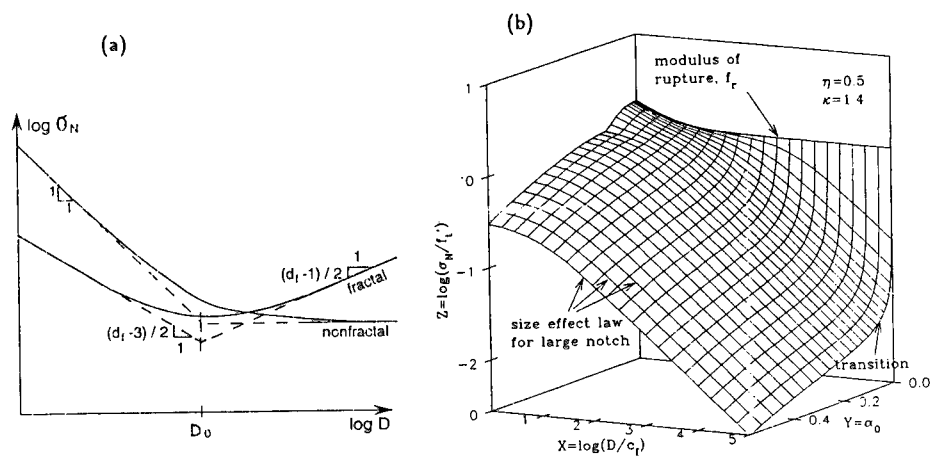 (a)
log σN
1
1
(df -1) / 2
1
fractal
(df -3) / 2
1
nonfractal
D0
log D
(b)
modulus of
rupture, fr
η=0.5
κ=1.4
1
0
-1
-2
Z=log(σN/ft')
size effect law
for large notch
transition
0
1
2
3
4
5
X=log(D/cf)
0.4
0.2
0.0
Y=α0